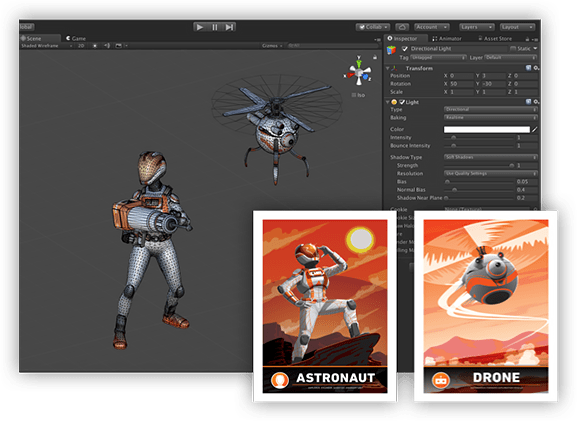 Global
Collab
Account
Layers
Layout
Scene
Game
Shaded Wireframe
2D
Gizmos
Inspector
Animator
Asset Store
Directional Light
Static
Tag Untagged
Layer Default
Transform
Position X 0 Y 3 Z 0
Rotation X 50 Y -30 Z 0
Scale X 1 Y 1 Z 1
Light
Type Directional
Baking Realtime
Color
Intensity 1
Bounce Intensity 1
Shadow Type Soft Shadows
Strength 1
Resolution Use Quality Settings
Bias 0.05
Normal Bias 0.4
Shadow Near Plane 0.2
Cookie None (Texture)
ASTRONAUT
DRONE